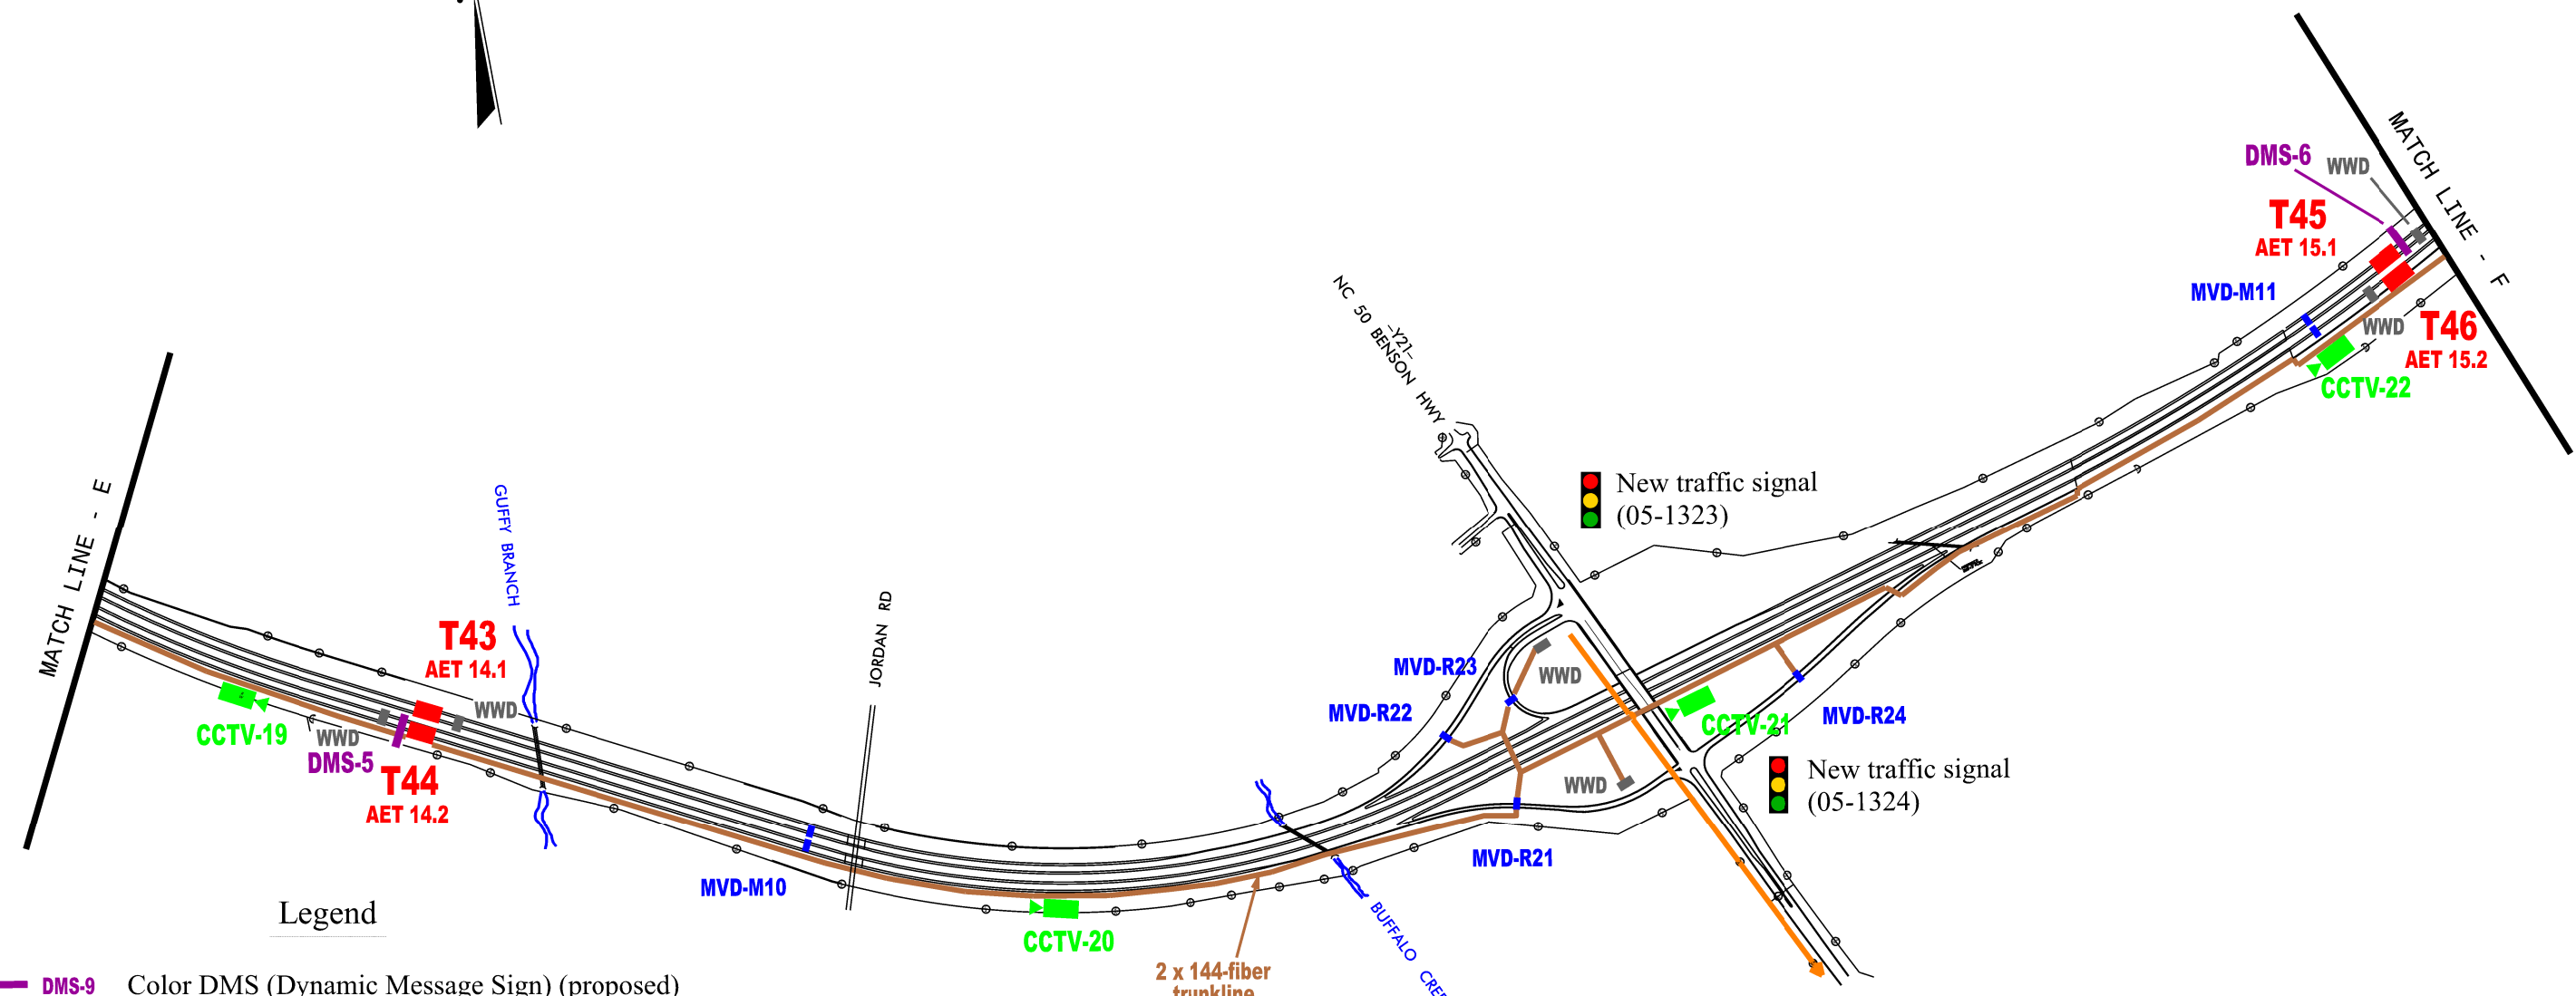 MATCH LINE - E
CCTV-19
WWD
DMS-5
T43
AET 14.1
T44
AET 14.2
WWD
GUFFY BRANCH
MVD-M10
JORDAN RD
CCTV-20
2 x 144-fiber
trunkline
BUFFALO
NC 50 BENSON HWY
-Y21-
MVD-R23
MVD-R22
WWD
WWD
MVD-R21
CCTV-21
MVD-R24
New traffic signal
(05-1323)
New traffic signal
(05-1324)
DMS-6
WWD
T45
AET 15.1
MVD-M11
WWD
T46
AET 15.2
CCTV-22
MATCH LINE - F
Legend
DMS-9 Color DMS (Dynamic Message Sign) (proposed)